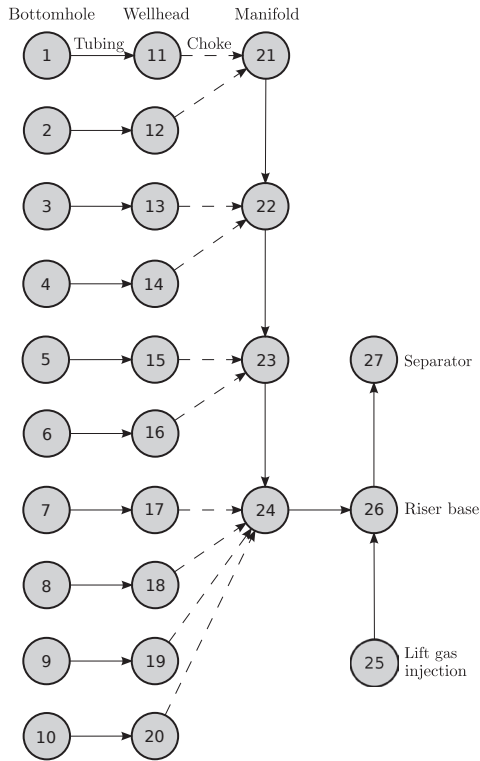 Bottomhole Wellhead Manifold
1 Tubing 11 Choke 21
2 12
3 13 22
4 14
5 15 23 27 Separator
6 16
7 17 24 26 Riser base
8 18
9 19 25 Lift gas
injection
10 20